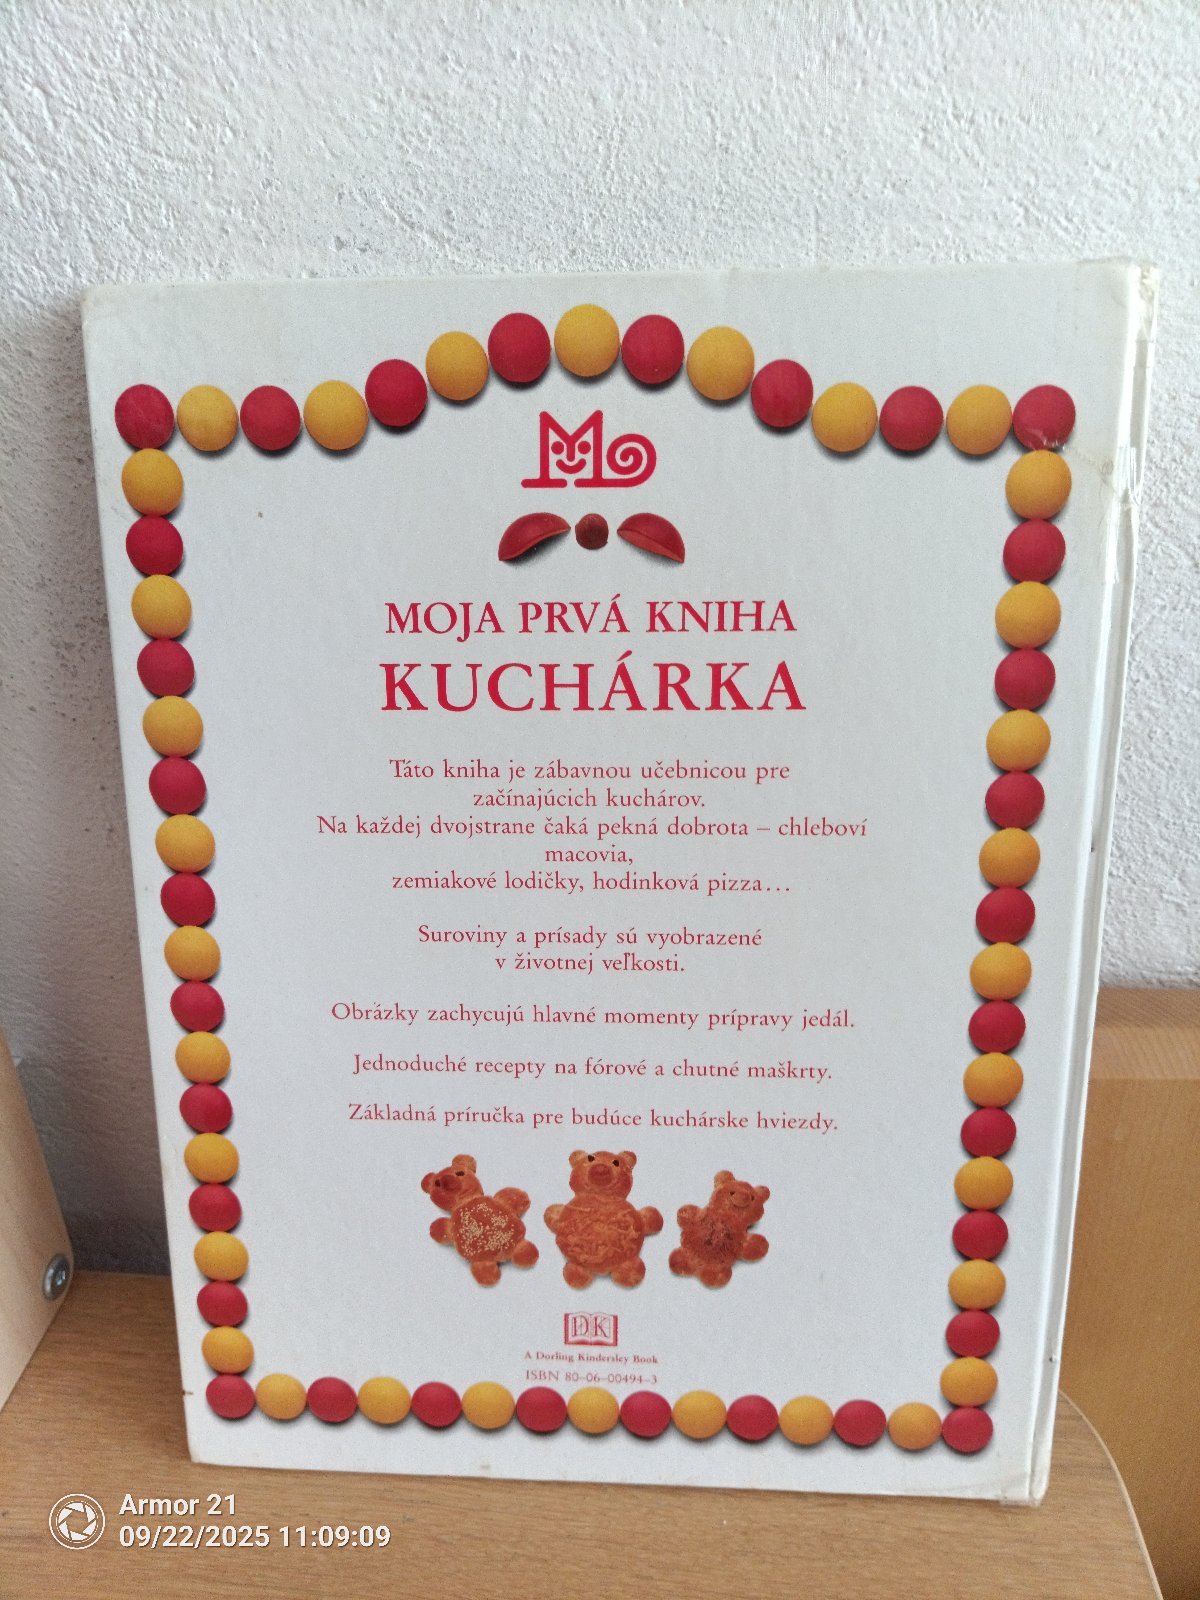 Mo
MOJA PRVÁ KNIHA
KUCHÁRKA
Táto kniha je zábavnou učebnicou pre
začínajúcich kuchárov.
Na každej dvojstrane čaká pekná dobrota – chleboví
macovia,
zemiakové lodičky, hodinková pizza...
Suroviny a prísady sú vyobrazené
v životnej veľkosti.
Obrázky zachycujú hlavné momenty prípravy jedál.
Jednoduché recepty na fórové a chutné maškrty.
Základná príručka pre budúce kuchárske hviezdy.
DK
A Dorling Kindersley Book
ISBN 80-06-00494-3
Armor 21
09/22/2025 11:09:09